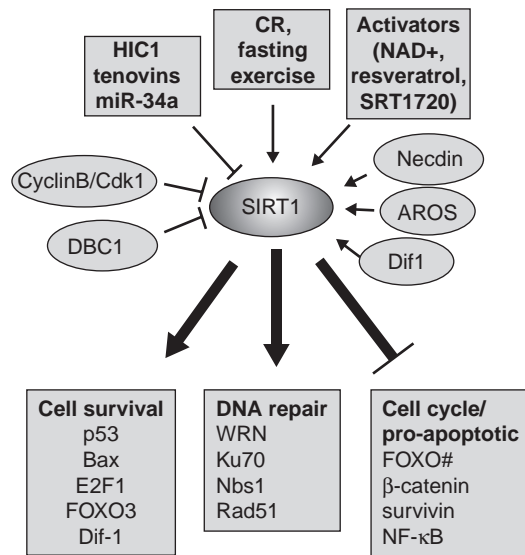 HIC1
tenovins
miR-34a
CR,
fasting
exercise
Activators
(NAD+,
resveratrol,
SRT1720)
CyclinB/Cdk1
DBC1
SIRT1
Necdin
AROS
Dif1
Cell survival
p53
Bax
E2F1
FOXO3
Dif-1
DNA repair
WRN
Ku70
Nbs1
Rad51
Cell cycle/
pro-apoptotic
FOXO#
β-catenin
survivin
NF-κB